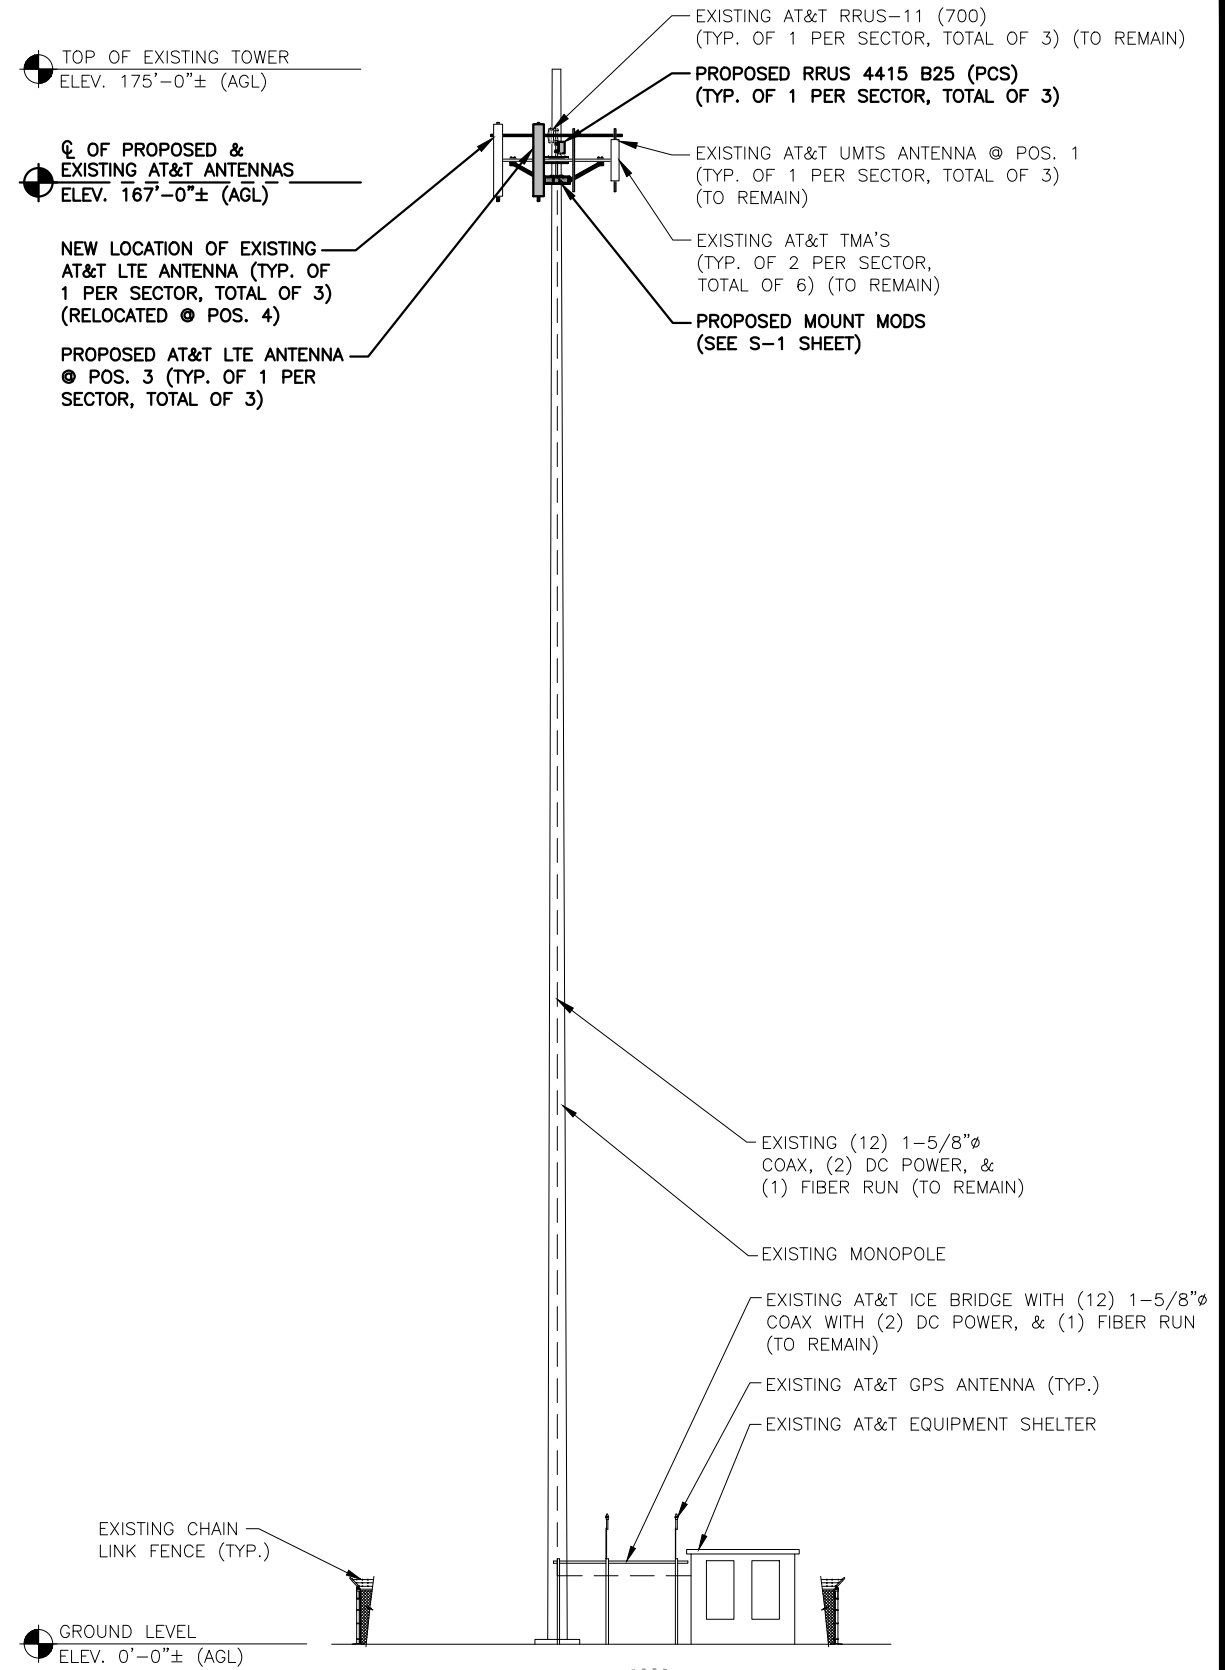 EXISTING AT&T RRUS-11 (700)
(TYP. OF 1 PER SECTOR, TOTAL OF 3) (TO REMAIN)
TOP OF EXISTING TOWER
ELEV. 175'-0"± (AGL)
PROPOSED RRUS 4415 B25 (PCS)
(TYP. OF 1 PER SECTOR, TOTAL OF 3)
℄ OF PROPOSED &
EXISTING AT&T ANTENNAS
ELEV. 167'-0"± (AGL)
EXISTING AT&T UMTS ANTENNA @ POS. 1
(TYP. OF 1 PER SECTOR, TOTAL OF 3)
(TO REMAIN)
NEW LOCATION OF EXISTING
AT&T LTE ANTENNA (TYP. OF
1 PER SECTOR, TOTAL OF 3)
(RELOCATED @ POS. 4)
EXISTING AT&T TMA'S
(TYP. OF 2 PER SECTOR,
TOTAL OF 6) (TO REMAIN)
PROPOSED MOUNT MODS
(SEE S-1 SHEET)
PROPOSED AT&T LTE ANTENNA
@ POS. 3 (TYP. OF 1 PER
SECTOR, TOTAL OF 3)
EXISTING (12) 1-5/8"ø
COAX, (2) DC POWER, &
(1) FIBER RUN (TO REMAIN)
EXISTING MONOPOLE
EXISTING AT&T ICE BRIDGE WITH (12) 1-5/8"ø
COAX WITH (2) DC POWER, & (1) FIBER RUN
(TO REMAIN)
EXISTING AT&T GPS ANTENNA (TYP.)
EXISTING AT&T EQUIPMENT SHELTER
EXISTING CHAIN
LINK FENCE (TYP.)
GROUND LEVEL
ELEV. 0'-0"± (AGL)